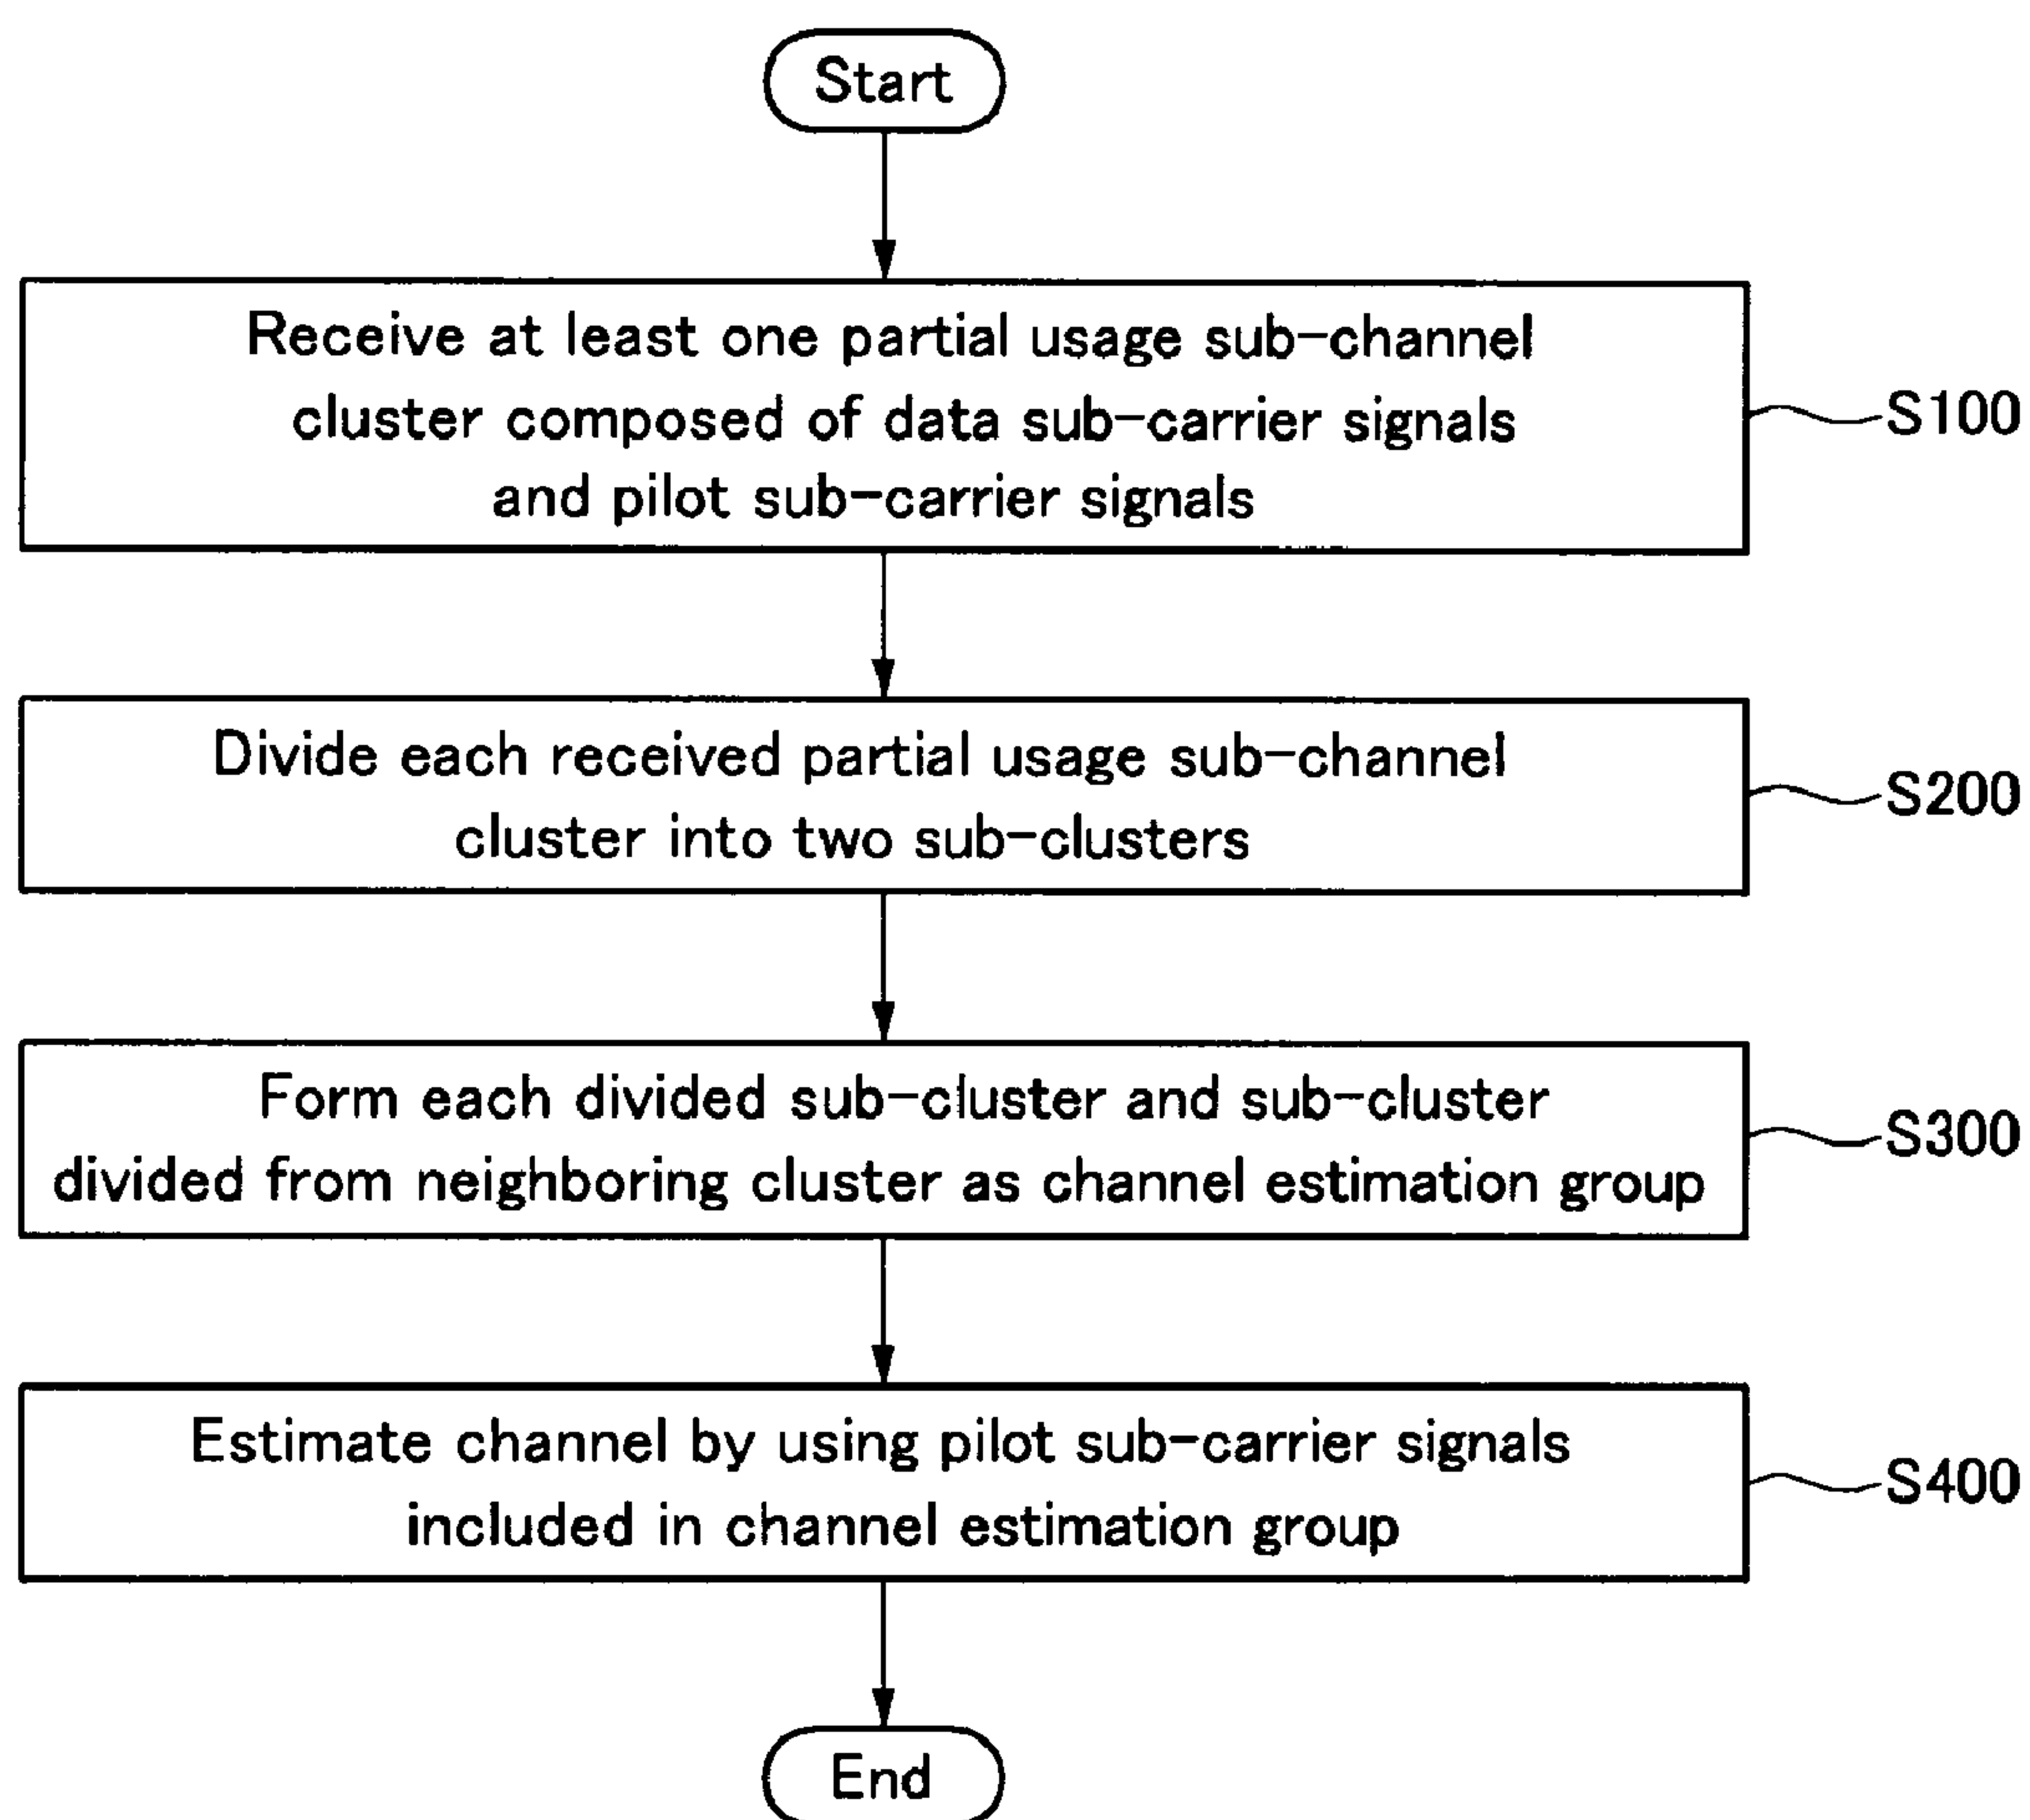 Start
Receive at least one partial usage sub-channel
cluster composed of data sub-carrier signals
and pilot sub-carrier signals
S100
Divide each received partial usage sub-channel
cluster into two sub-clusters
S200
Form each divided sub-cluster and sub-cluster
divided from neighboring cluster as channel estimation group
S300
Estimate channel by using pilot sub-carrier signals
included in channel estimation group
S400
End